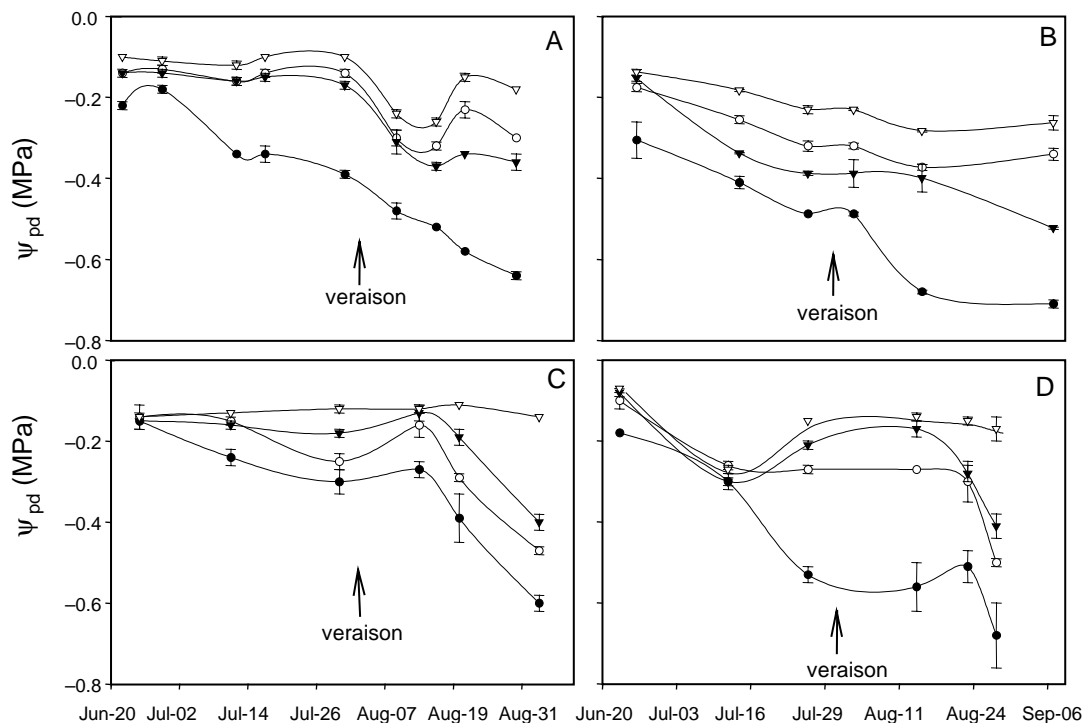 0.0
−0.2
−0.4
−0.6
−0.8
Ψpd (MPa)
A
veraison
B
veraison
0.0
−0.2
−0.4
−0.6
−0.8
Ψpd (MPa)
C
veraison
D
veraison
Jun-20 Jul-02 Jul-14 Jul-26 Aug-07 Aug-19 Aug-31
Jun-20 Jul-03 Jul-16 Jul-29 Aug-11 Aug-24 Sep-06